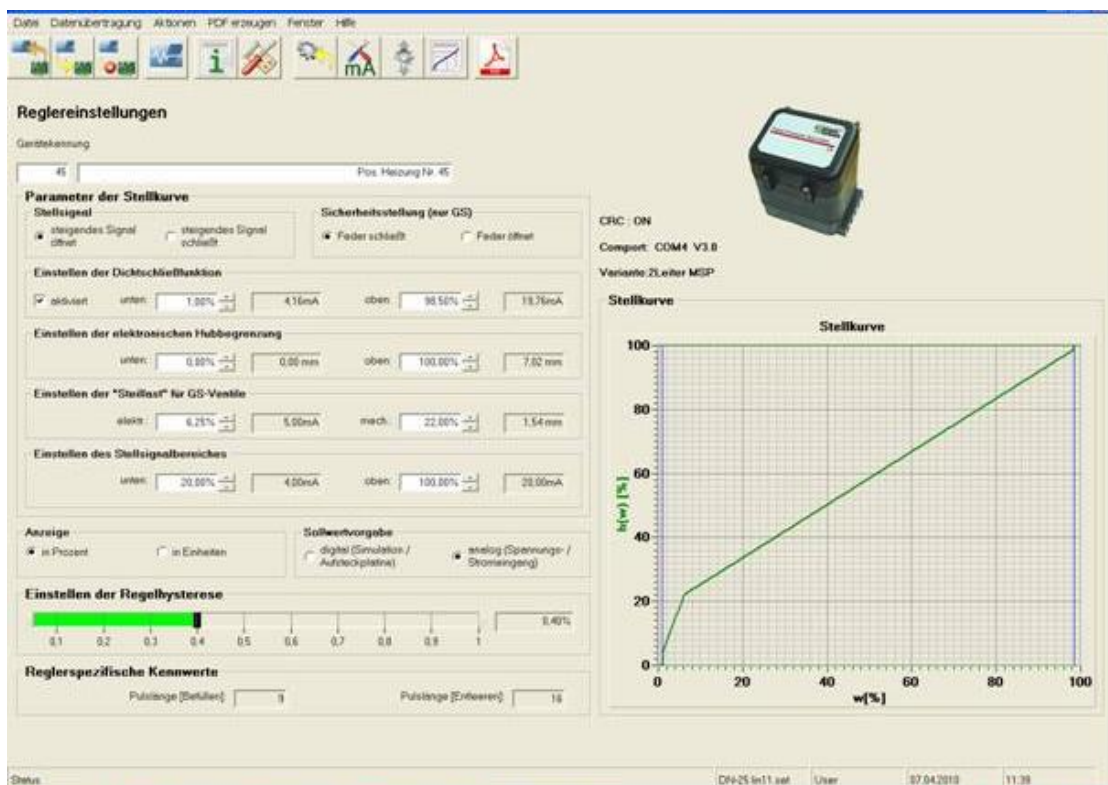 Datei Datenübertragung Aktionen PDF erzeugen Fenster Hilfe
i mA PDF
Reglereinstellungen
Gerätekennung
45 Pos. Heizung Nr. 45
Parameter der Stellkurve
Stellsignal
steigendes Signal öffnet
steigendes Signal schließt
Sicherheitsstellung (nur GS)
Feder schließt Feder öffnet
Einstellen der Dichtschließfunktion
aktiviert unten: 1,00% 4,16mA oben: 98,50% 19,76mA
Einstellen der elektronischen Hubbegrenzung
unten: 0,00% 0,00 mm oben: 100,00% 7,02 mm
Einstellen der "Steillast" für GS-Ventile
elektr.: 6,25% 5,00mA mech.: 22,00% 1,54 mm
Einstellen des Stellsignalbereiches
unten: 20,00% 4,00mA oben: 100,00% 20,00mA
Anzeige
in Prozent in Einheiten
Sollwertvorgabe
digital (Simulation / Aufsteckplatine)
analog (Spannungs- / Stromeingang)
Einstellen der Regelhysterese
0,40%
0,1 0,2 0,3 0,4 0,5 0,6 0,7 0,8 0,9 1
Reglerspezifische Kennwerte
Pulslänge [Befüllen] 9 Pulslänge [Entleeren] 16
CRC : ON
Comport: COM4 V3.8
Variante:2Leiter MSP
Stellkurve
Stellkurve
h(w) [%]
100
80
60
40
20
0
0 20 40 60 80 100
w[%]
Status DN-25 lin11.set User 07.04.2010 11:39